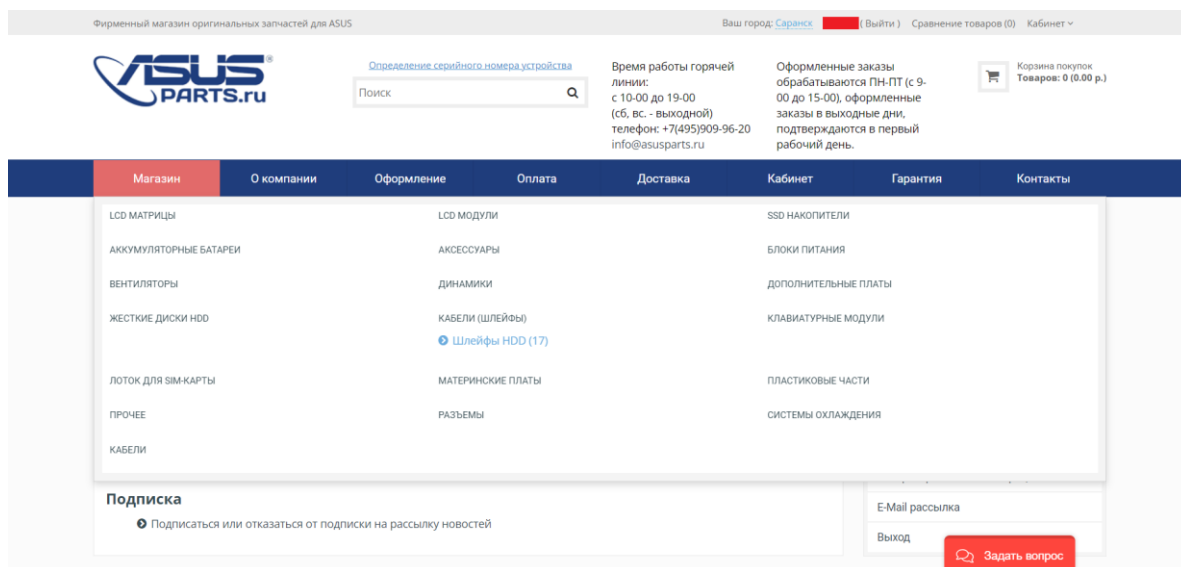 Фирменный магазин оригинальных запчастей для ASUS
Ваш город: Саранск ( Выйти ) Сравнение товаров (0) Кабинет
ASUS PARTS.ru
Определение серийного номера устройства
Поиск
Время работы горячей
линии:
с 10-00 до 19-00
(сб, вс. - выходной)
телефон: +7(495)909-96-20
info@asusparts.ru
Оформленные заказы
обрабатываются ПН-ПТ (с 9-
00 до 15-00), оформленные
заказы в выходные дни,
подтверждаются в первый
рабочий день.
Корзина покупок
Товаров: 0 (0.00 р.)
Магазин О компании Оформление Оплата Доставка Кабинет Гарантия Контакты
LCD МАТРИЦЫ LCD МОДУЛИ SSD НАКОПИТЕЛИ
АККУМУЛЯТОРНЫЕ БАТАРЕИ АКСЕССУАРЫ БЛОКИ ПИТАНИЯ
ВЕНТИЛЯТОРЫ ДИНАМИКИ ДОПОЛНИТЕЛЬНЫЕ ПЛАТЫ
ЖЕСТКИЕ ДИСКИ HDD КАБЕЛИ (ШЛЕЙФЫ) КЛАВИАТУРНЫЕ МОДУЛИ
Шлейфы HDD (17)
ЛОТОК ДЛЯ SIM-КАРТЫ МАТЕРИНСКИЕ ПЛАТЫ ПЛАСТИКОВЫЕ ЧАСТИ
ПРОЧЕЕ РАЗЪЕМЫ СИСТЕМЫ ОХЛАЖДЕНИЯ
КАБЕЛИ
Подписка
Подписаться или отказаться от подписки на рассылку новостей
E-Mail рассылка
Выход
Задать вопрос